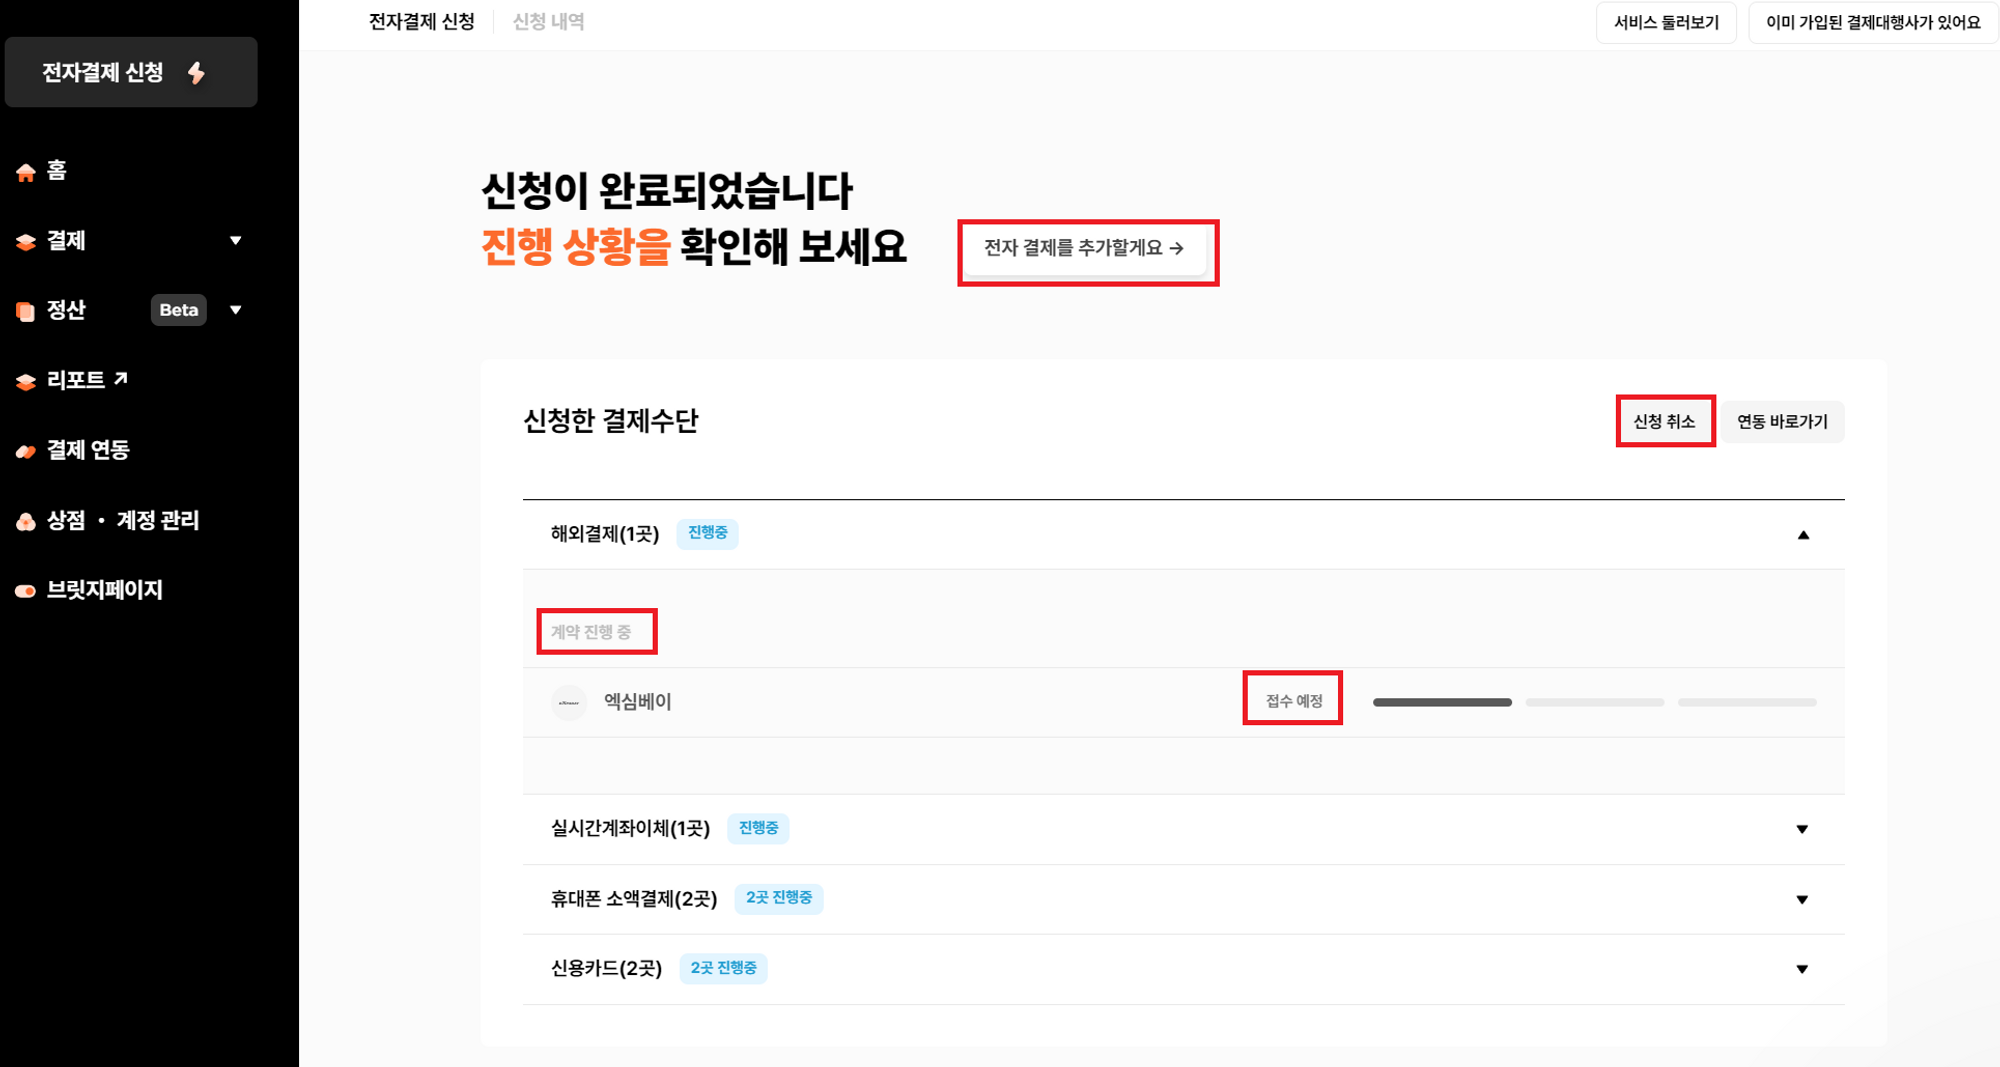 전자결제 신청
홈
결제
정산 Beta
리포트
결제 연동
상점 · 계정 관리
브릿지페이지
전자결제 신청 신청 내역 서비스 둘러보기 이미 가입된 결제대행사가 있어요
신청이 완료되었습니다
진행 상황을 확인해 보세요 전자 결제를 추가할게요 →
신청한 결제수단 신청 취소 연동 바로가기
해외결제(1곳) 진행중
계약 진행 중
엑심베이 접수 예정
실시간계좌이체(1곳) 진행중
휴대폰 소액결제(2곳) 2곳 진행중
신용카드(2곳) 2곳 진행중